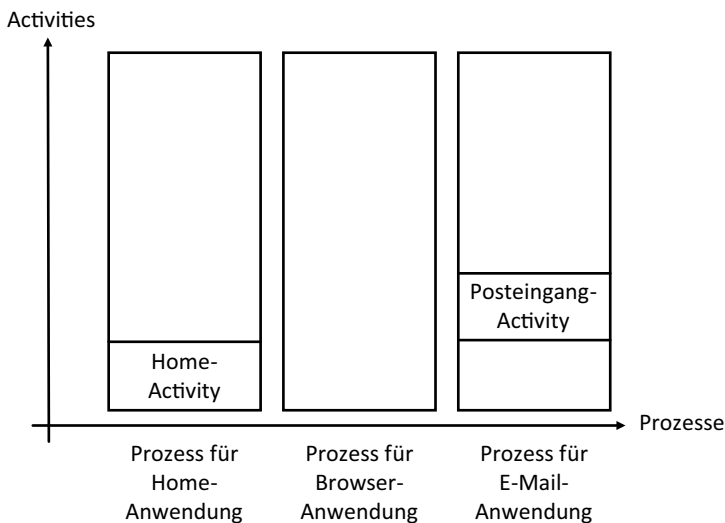 Activities
Posteingang-
Activity
Home-
Activity
Prozesse
Prozess für
Home-
Anwendung
Prozess für
Browser-
Anwendung
Prozess für
E-Mail-
Anwendung